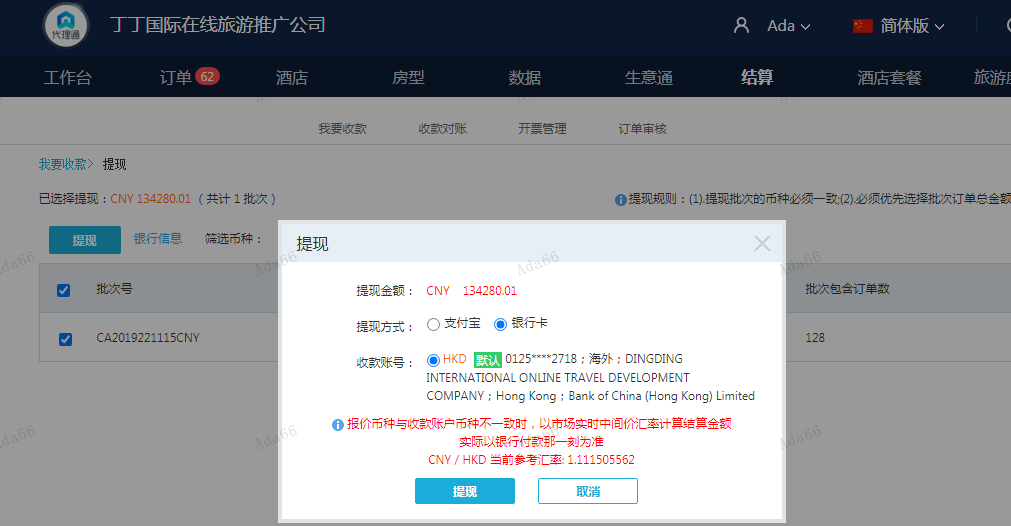 代理通
丁丁国际在线旅游推广公司
Ada
简体版
工作台 订单 62 酒店 房型 数据 生意通 结算 酒店套餐
我要收款 收款对账 开票管理 订单审核
我要收款> 提现
已选择提现：CNY 134280.01 （ 共计 1 批次 ）
提现规则：(1).提现批次的币种必须一致;(2).必须优先选择批次订单总金额
提现 银行信息 筛选币种：
批次号 批次包含订单数
CA2019221115CNY 128
提现
提现金额： CNY 134280.01
提现方式： 支付宝 银行卡
收款账号： HKD 默认 0125****2718；海外；DINGDING
INTERNATIONAL ONLINE TRAVEL DEVELOPMENT
COMPANY；Hong Kong；Bank of China (Hong Kong) Limited
报价币种与收款账户币种不一致时，以市场实时中间价汇率计算结算金额
实际以银行付款那一刻为准
CNY / HKD 当前参考汇率: 1.111505562
提现 取消
Ada66
Ada66
Ada66
Ada66
Ada66
Ada66